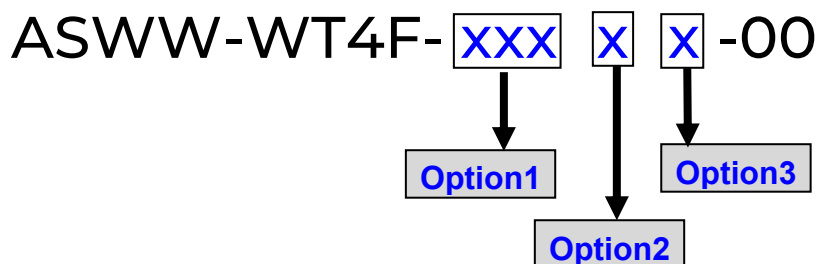 ASWW-WT4F- xxx x x -00
Option1 Option3
Option2